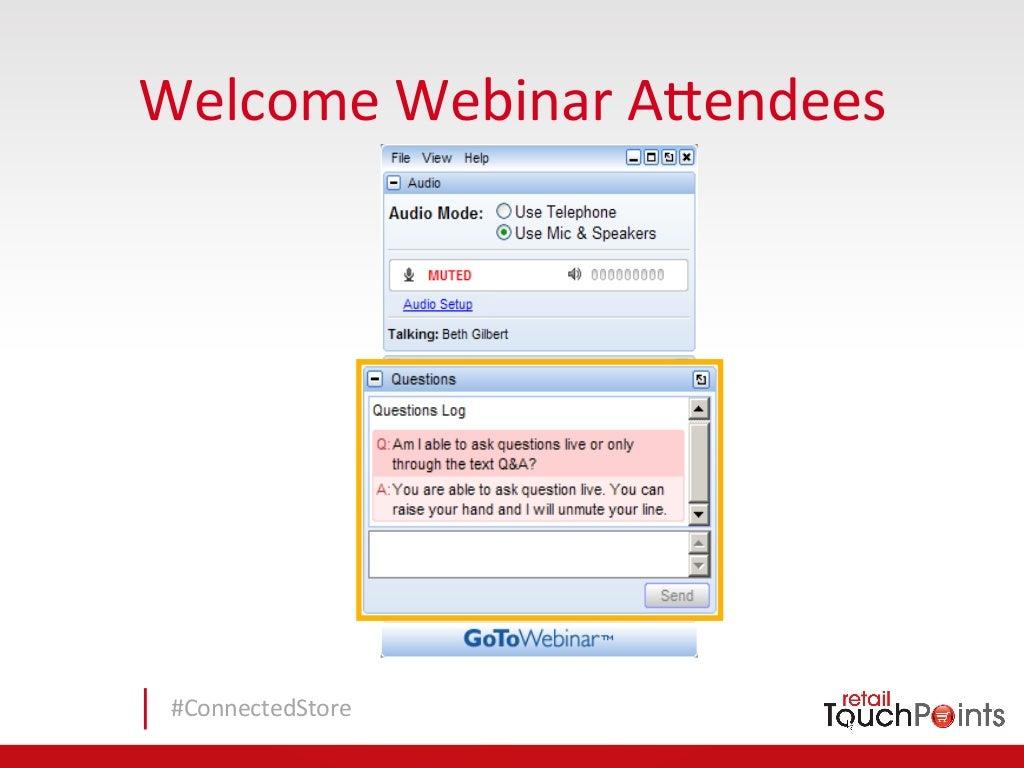 Welcome Webinar Attendees
File View Help
Audio
Audio Mode: Use Telephone
Use Mic & Speakers
MUTED 000000000
Audio Setup
Talking: Beth Gilbert
Questions
Questions Log
Q: Am I able to ask questions live or only
through the text Q&A?
A: You are able to ask question live. You can
raise your hand and I will unmute your line.
Send
GoToWebinar™
#ConnectedStore
retail
TouchPoints